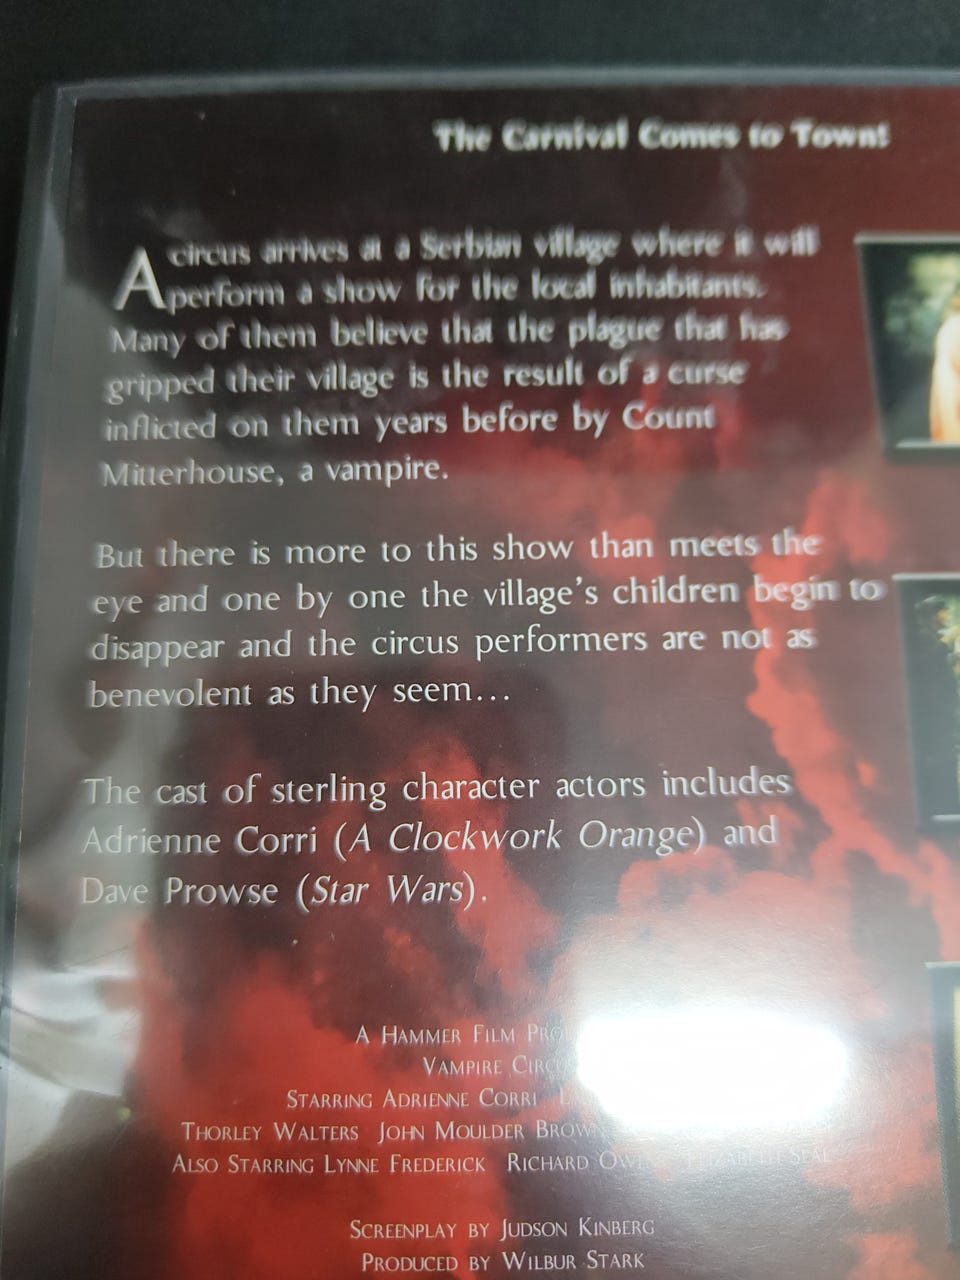 The Carnival Comes to Town!
A circus arrives at a Serbian village where it will
perform a show for the local inhabitants.
Many of them believe that the plague that has
gripped their village is the result of a curse
inflicted on them years before by Count
Mitterhouse, a vampire.
But there is more to this show than meets the
eye and one by one the village's children begin to
disappear and the circus performers are not as
benevolent as they seem...
The cast of sterling character actors includes
Adrienne Corri (A Clockwork Orange) and
Dave Prowse (Star Wars).
A HAMMER FILM
VAMPIRE
STARRING ADRIENNE CORRI
THORLEY WALTERS JOHN MOULDER BROWN
ALSO STARRING LYNNE FREDERICK RICHARD ELIZABETH SEAL
SCREENPLAY BY JUDSON KINBERG
PRODUCED BY WILBUR STARK